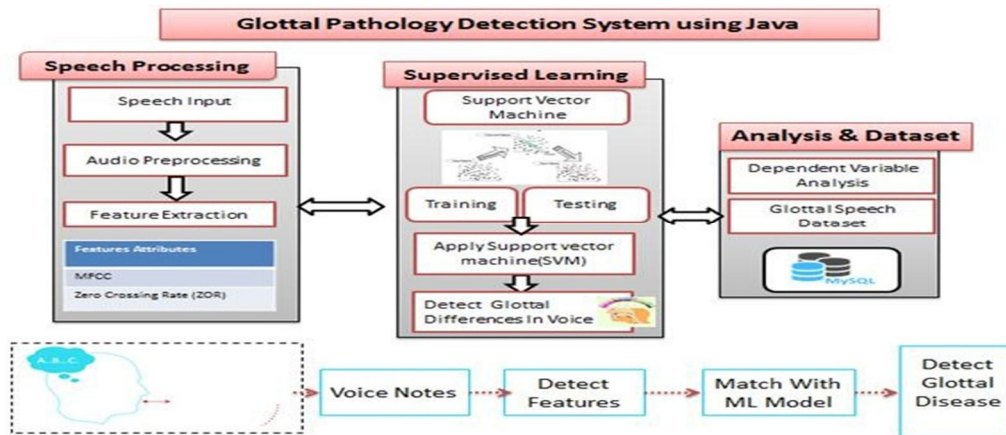 Glottal Pathology Detection System using Java
Speech Processing
Speech Input
Audio Preprocessing
Feature Extraction
Features Attributes
MFCC
Zero Crossing Rate (ZOR)
Supervised Learning
Support Vector
Machine
Training
Testing
Apply Support vector
machine(SVM)
Detect Glottal
Differences In Voice
Analysis & Dataset
Dependent Variable
Analysis
Glottal Speech
Dataset
MySQL
A..B...C.
Voice Notes
Detect
Features
Match With
ML Model
Detect
Glottal
Disease